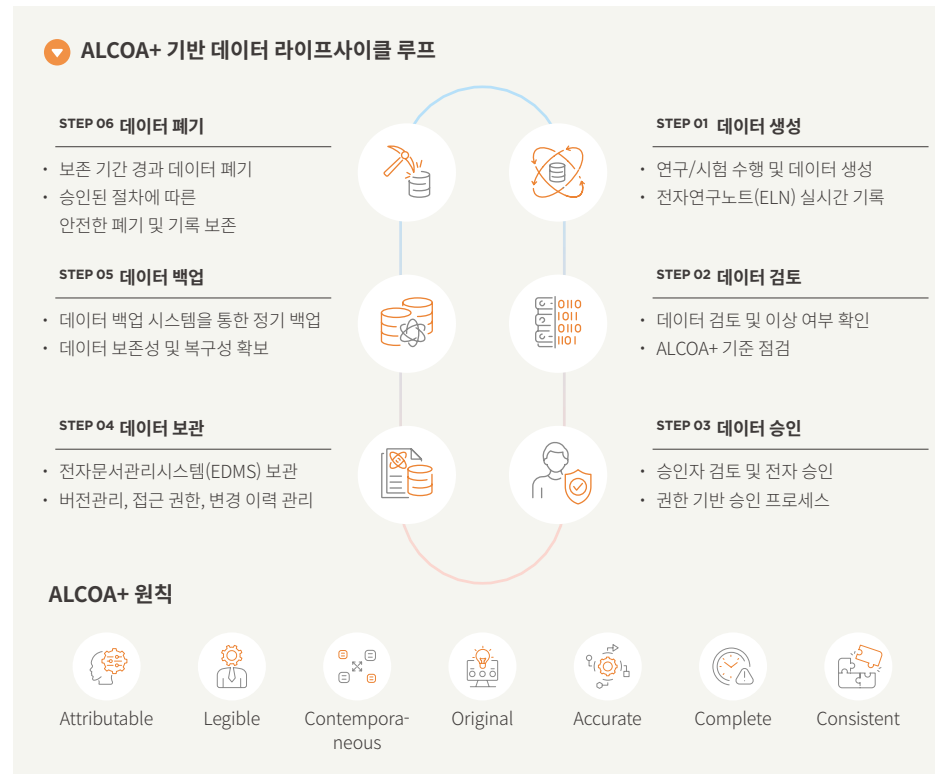 ALCOA+ 기반 데이터 라이프사이클 루프
STEP 06 데이터 폐기
• 보존 기간 경과 데이터 폐기
• 승인된 절차에 따른
안전한 폐기 및 기록 보존
STEP 01 데이터 생성
• 연구/시험 수행 및 데이터 생성
• 전자연구노트(ELN) 실시간 기록
STEP 05 데이터 백업
• 데이터 백업 시스템을 통한 정기 백업
• 데이터 보존성 및 복구성 확보
0110
1011
0110
1101
STEP 02 데이터 검토
• 데이터 검토 및 이상 여부 확인
• ALCOA+ 기준 점검
STEP 04 데이터 보관
• 전자문서관리시스템(EDMS) 보관
• 버전관리, 접근 권한, 변경 이력 관리
STEP 03 데이터 승인
• 승인자 검토 및 전자 승인
• 권한 기반 승인 프로세스
ALCOA+ 원칙
Attributable
Legible
Contempora-
neous
Original
Accurate
Complete
Consistent